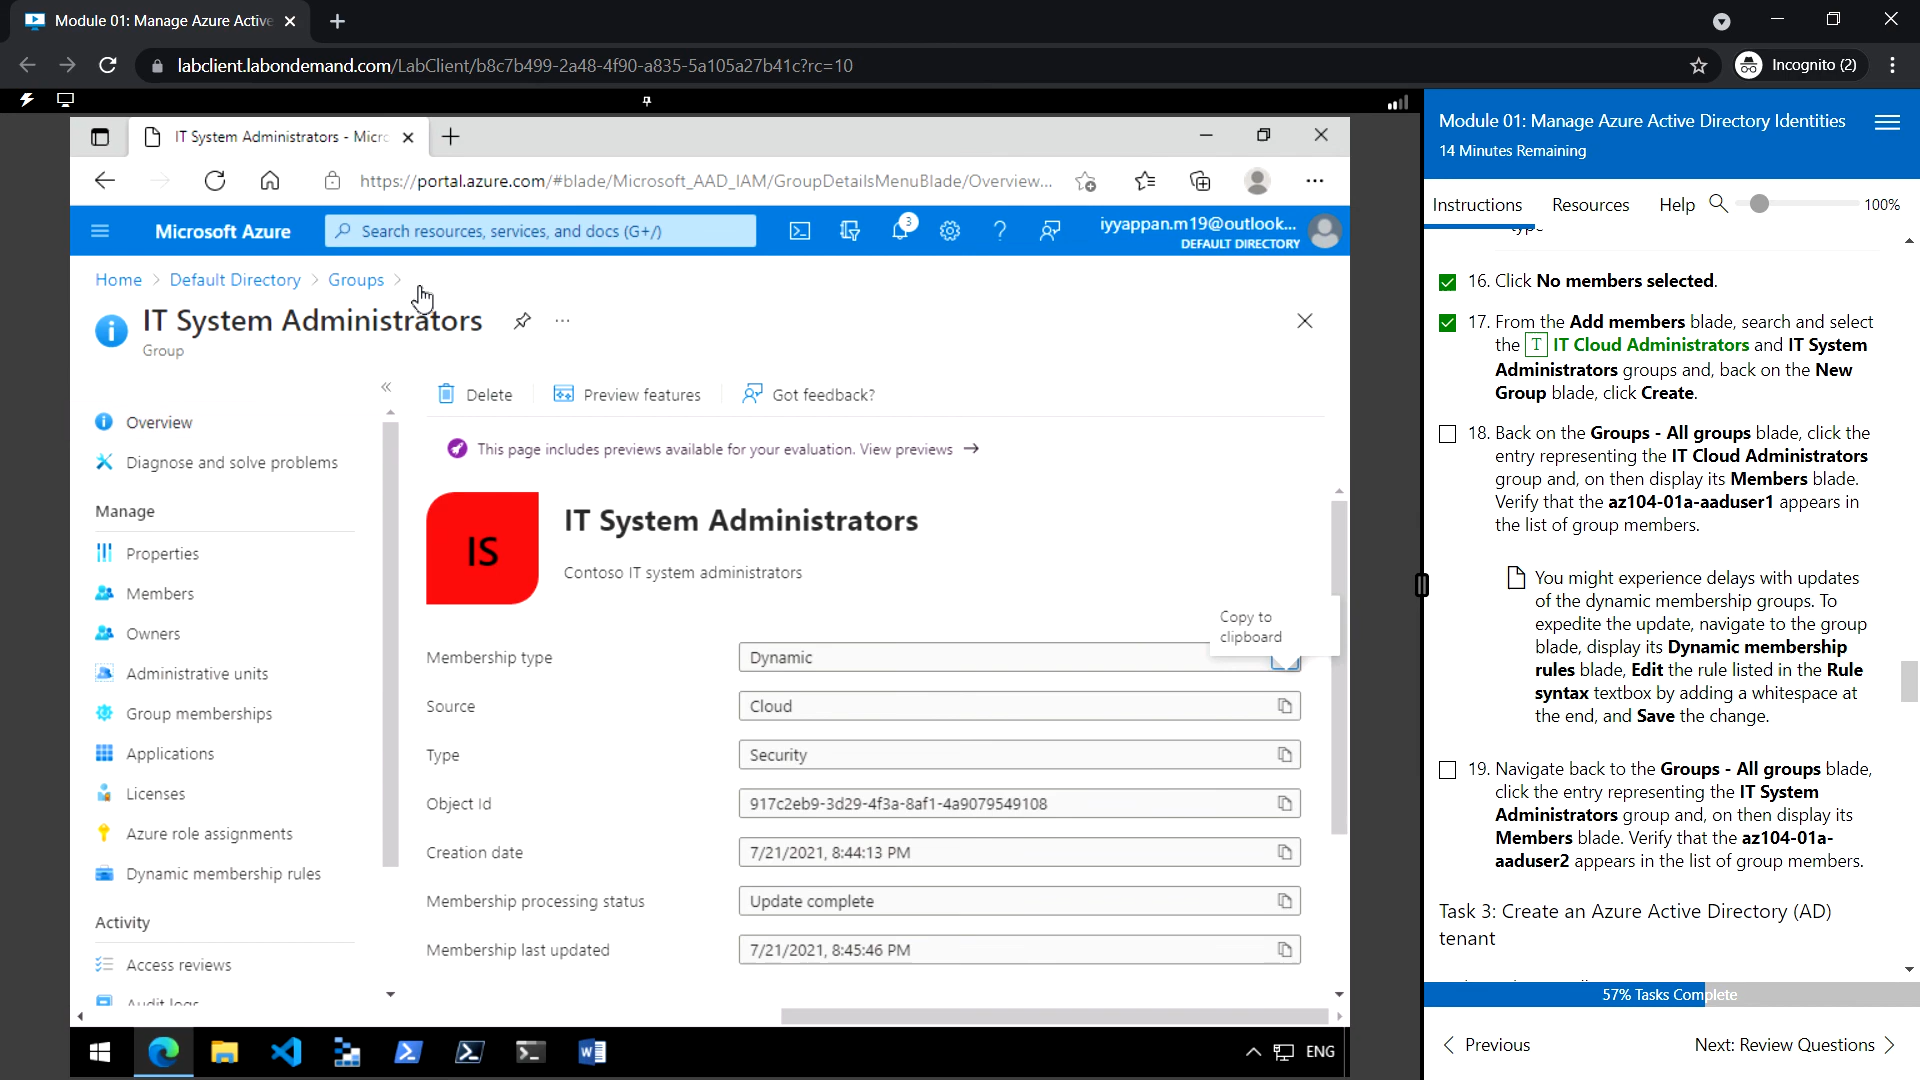 Module 01: Manage Azure Active
labclient.labondemand.com/LabClient/b8c7b499-2a48-4f90-a835-5a105a27b41c?rc=10
Incognito (2)
IT System Administrators - Micro
https://portal.azure.com/#blade/Microsoft_AAD_IAM/GroupDetailsMenuBlade/Overview...
Microsoft Azure
Search resources, services, and docs (G+/)
3
iyyappan.m19@outlook...
DEFAULT DIRECTORY
Home > Default Directory > Groups >
IT System Administrators
Group
Delete
Preview features
Got feedback?
This page includes previews available for your evaluation. View previews →
Overview
Diagnose and solve problems
Manage
Properties
Members
Owners
Administrative units
Group memberships
Applications
Licenses
Azure role assignments
Dynamic membership rules
Activity
Access reviews
Audit logs
IS
IT System Administrators
Contoso IT system administrators
Copy to
clipboard
Membership type
Dynamic
Source
Cloud
Type
Security
Object Id
917c2eb9-3d29-4f3a-8af1-4a9079549108
Creation date
7/21/2021, 8:44:13 PM
Membership processing status
Update complete
Membership last updated
7/21/2021, 8:45:46 PM
ENG
Module 01: Manage Azure Active Directory Identities
14 Minutes Remaining
Instructions
Resources
Help
100%
type
16. Click No members selected.
17. From the Add members blade, search and select
the T IT Cloud Administrators and IT System
Administrators groups and, back on the New
Group blade, click Create.
18. Back on the Groups - All groups blade, click the
entry representing the IT Cloud Administrators
group and, on then display its Members blade.
Verify that the az104-01a-aaduser1 appears in
the list of group members.
You might experience delays with updates
of the dynamic membership groups. To
expedite the update, navigate to the group
blade, display its Dynamic membership
rules blade, Edit the rule listed in the Rule
syntax textbox by adding a whitespace at
the end, and Save the change.
19. Navigate back to the Groups - All groups blade,
click the entry representing the IT System
Administrators group and, on then display its
Members blade. Verify that the az104-01a-
aaduser2 appears in the list of group members.
Task 3: Create an Azure Active Directory (AD)
tenant
57% Tasks Complete
Previous
Next: Review Questions